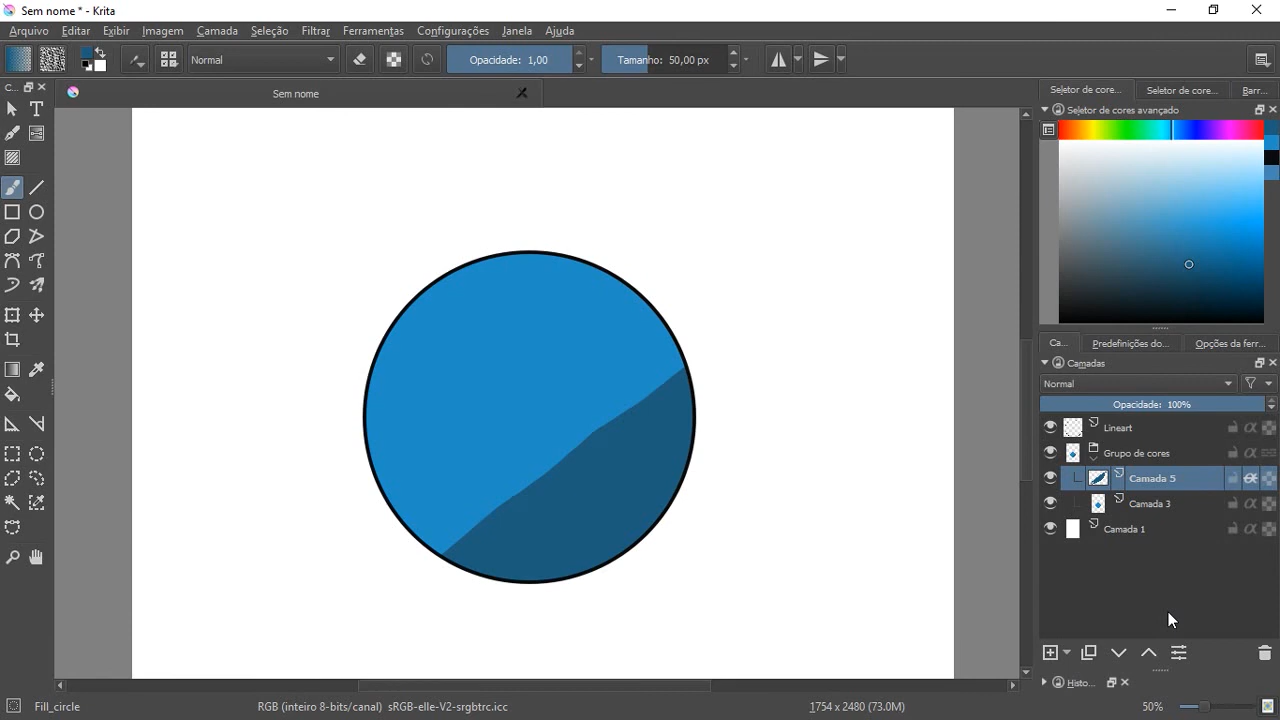 Sem nome * - Krita
Arquivo Editar Exibir Imagem Camada Seleção Filtrar Ferramentas Configurações Janela Ajuda
Normal Opacidade: 1,00 Tamanho: 50,00 px
C... Sem nome Seletor de core... Seletor de core... Barr...
Seletor de cores avançado
Ca... Predefinições do... Opções da ferr...
Camadas
Normal
Opacidade: 100%
Lineart
Grupo de cores
Camada 5
Camada 3
Camada 1
Histo...
Fill_circle RGB (inteiro 8-bits/canal) sRGB-elle-V2-srgbtrc.icc 1754 x 2480 (73.0M) 50%